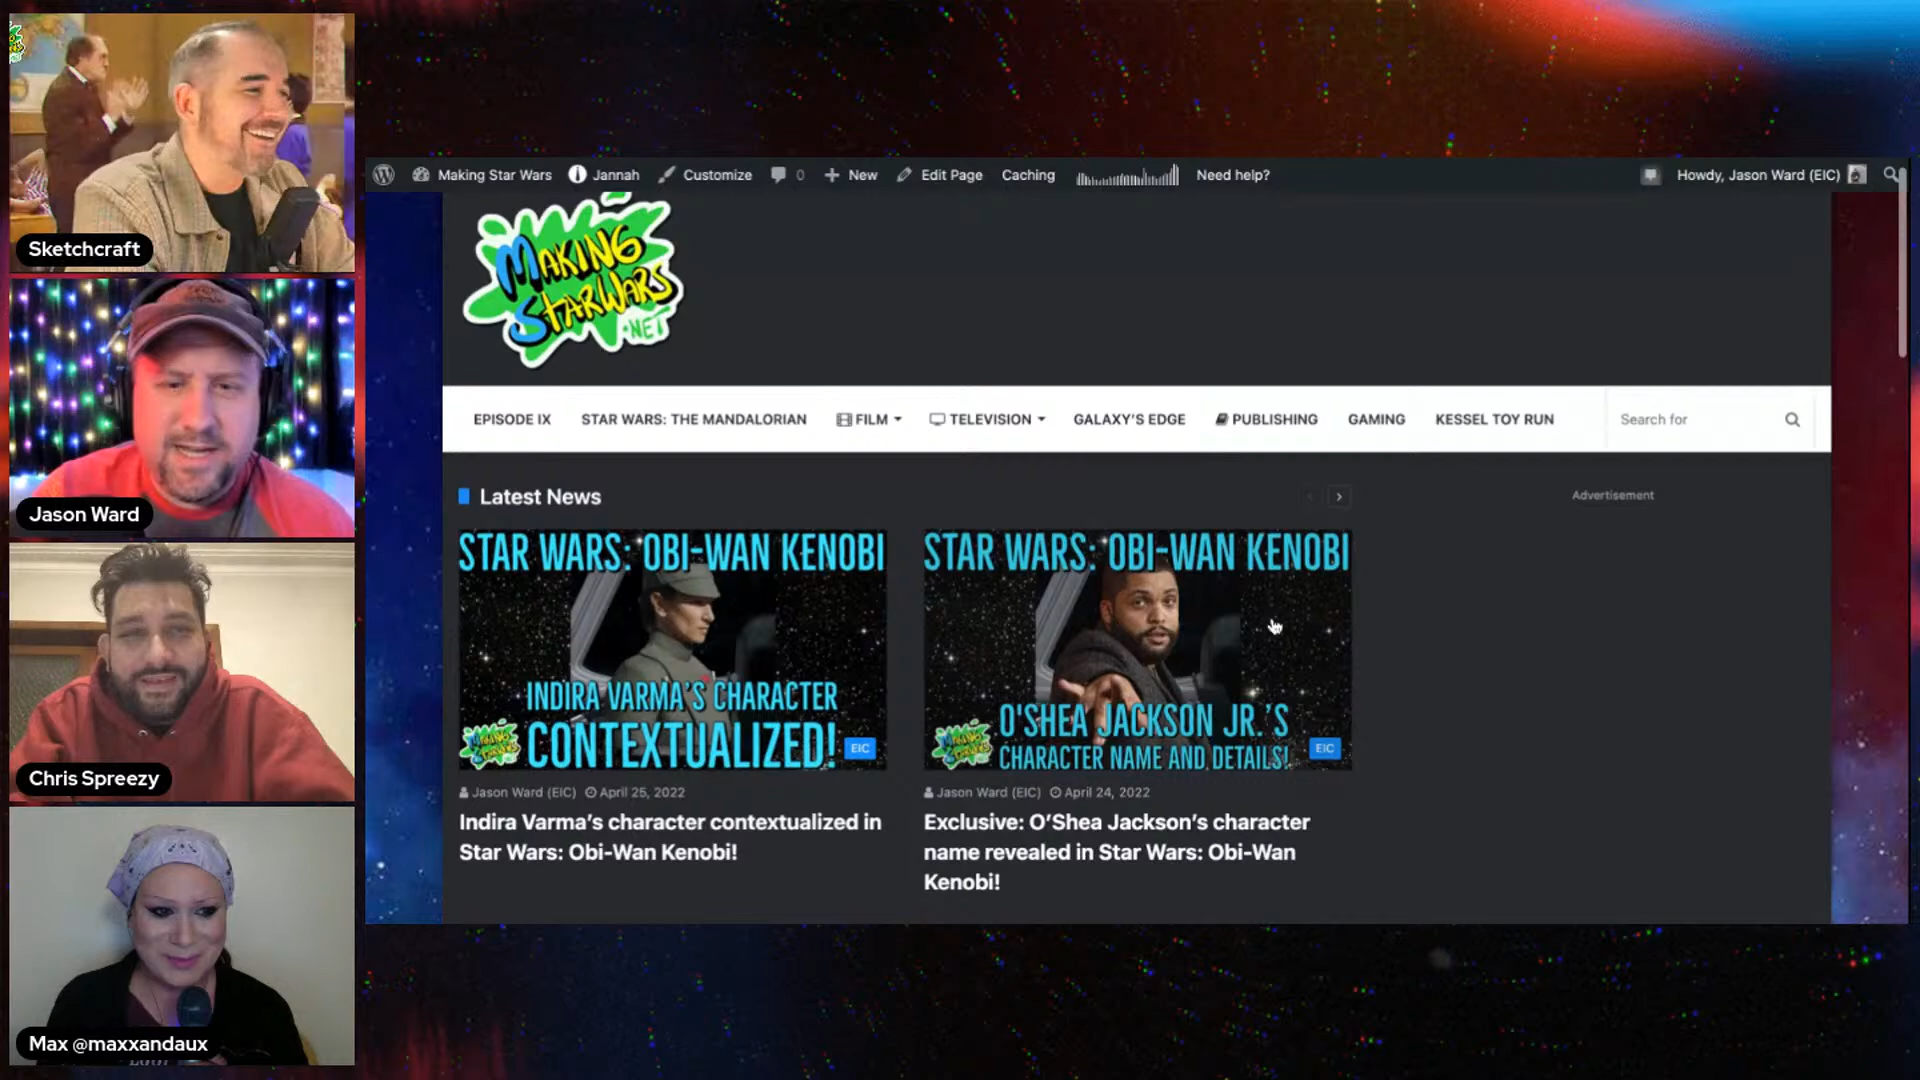 Sketchcraft
Jason Ward
Chris Spreezy
Max @maxxandaux
Making Star Wars
Jannah
Customize
0
New
Edit Page
Caching
Need help?
Howdy, Jason Ward (EIC)
MAKING
STARWARS
.NET
EPISODE IX
STAR WARS: THE MANDALORIAN
FILM
TELEVISION
GALAXY'S EDGE
PUBLISHING
GAMING
KESSEL TOY RUN
Search for
Latest News
Advertisement
STAR WARS: OBI-WAN KENOBI
INDIRA VARMA'S CHARACTER
CONTEXTUALIZED!
EIC
Jason Ward (EIC) April 25, 2022
Indira Varma's character contextualized in
Star Wars: Obi-Wan Kenobi!
STAR WARS: OBI-WAN KENOBI
O'SHEA JACKSON JR.'S
CHARACTER NAME AND DETAILS!
EIC
Jason Ward (EIC) April 24, 2022
Exclusive: O'Shea Jackson's character
name revealed in Star Wars: Obi-Wan
Kenobi!